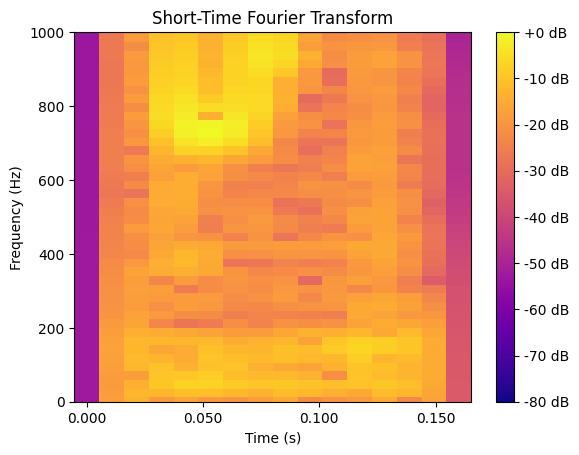 Short-Time Fourier Transform
1000
800
600
400
200
0
Frequency (Hz)
0.000
0.050
0.100
0.150
Time (s)
+0 dB
-10 dB
-20 dB
-30 dB
-40 dB
-50 dB
-60 dB
-70 dB
-80 dB